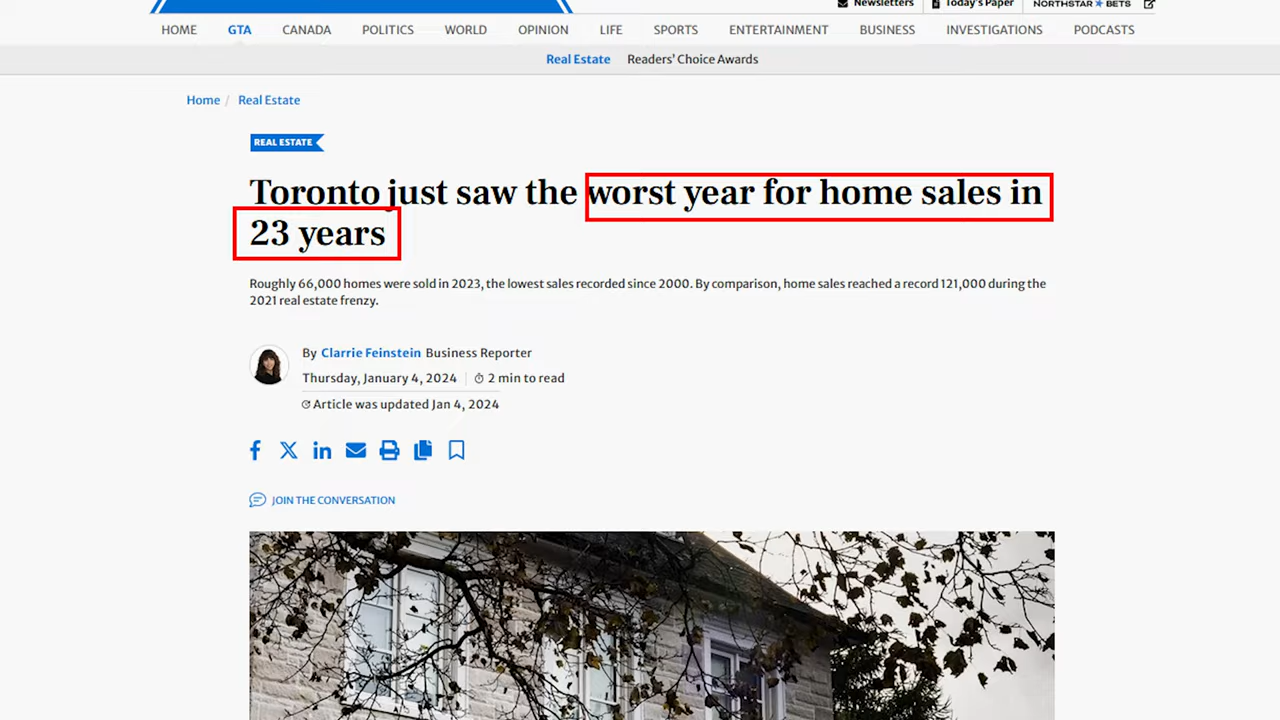 Newsletters Today's Paper NORTHSTAR BETS
HOME GTA CANADA POLITICS WORLD OPINION LIFE SPORTS ENTERTAINMENT BUSINESS INVESTIGATIONS PODCASTS
Real Estate Readers' Choice Awards
Home / Real Estate
REAL ESTATE
Toronto just saw the worst year for home sales in
23 years
Roughly 66,000 homes were sold in 2023, the lowest sales recorded since 2000. By comparison, home sales reached a record 121,000 during the
2021 real estate frenzy.
By Clarrie Feinstein Business Reporter
Thursday, January 4, 2024 2 min to read
Article was updated Jan 4, 2024
JOIN THE CONVERSATION